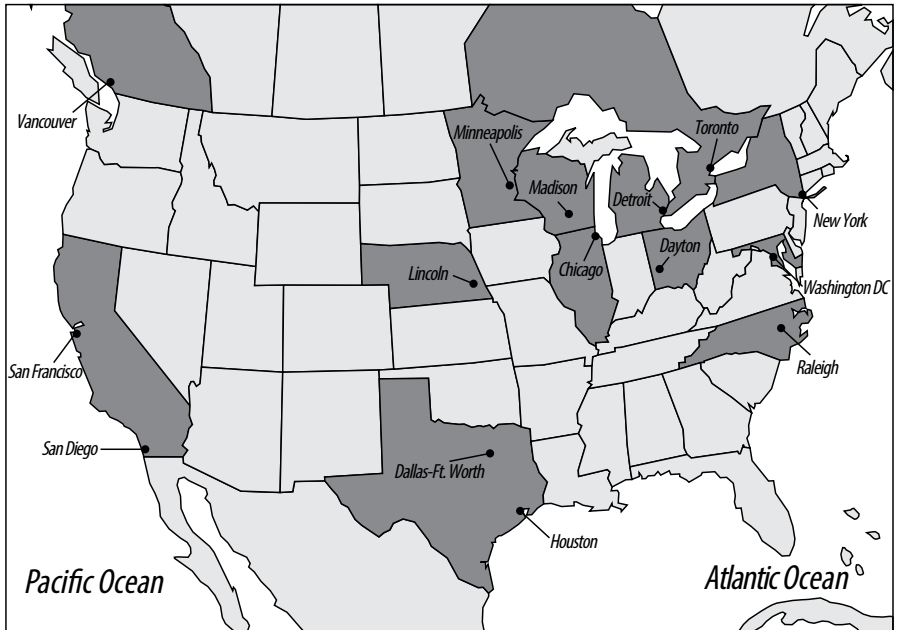 Vancouver
Minneapolis
Toronto
Madison
Detroit
New York
Dayton
Chicago
Lincoln
Washington DC
San Francisco
Raleigh
San Diego
Dallas-Ft. Worth
Houston
Pacific Ocean
Atlantic Ocean